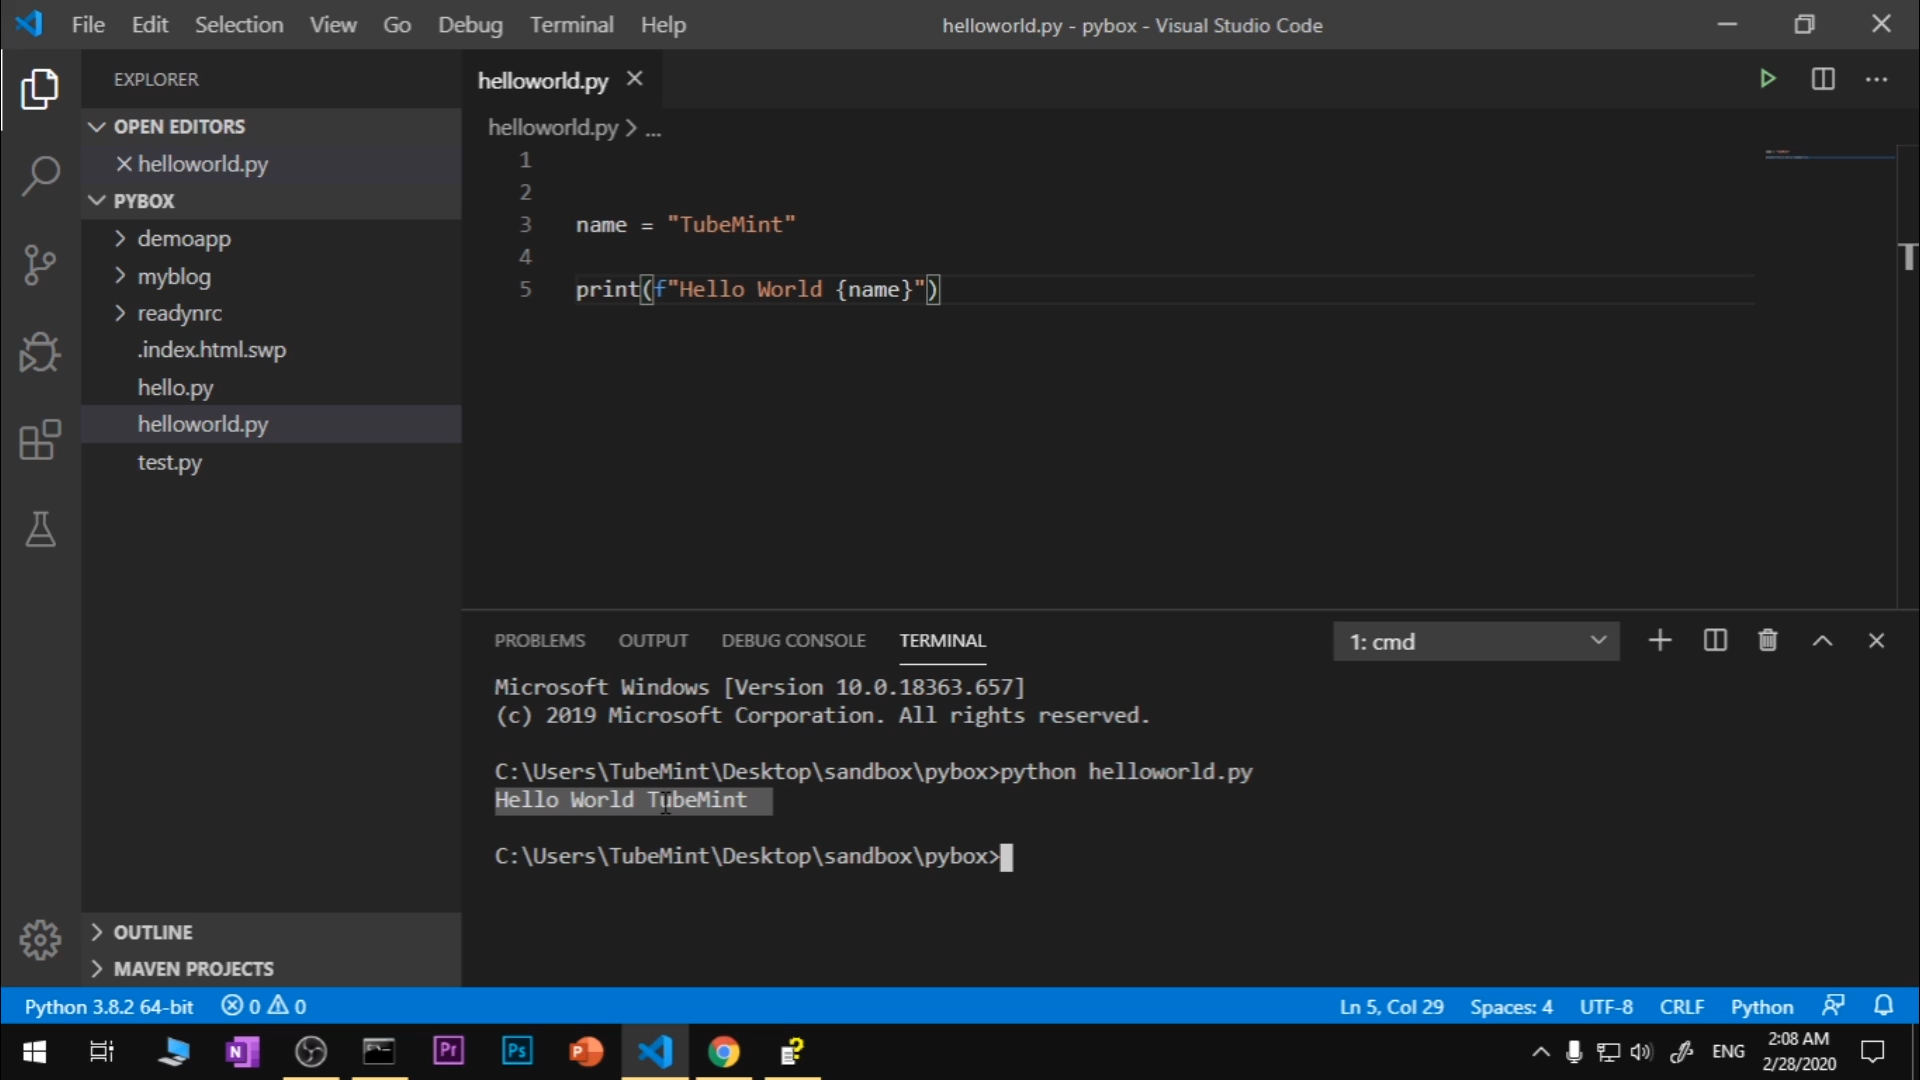 File Edit Selection View Go Debug Terminal Help
helloworld.py - pybox - Visual Studio Code
EXPLORER
OPEN EDITORS
helloworld.py
PYBOX
demoapp
myblog
readynrc
.index.html.swp
hello.py
helloworld.py
test.py
OUTLINE
MAVEN PROJECTS
helloworld.py
helloworld.py > ...
1
2
3 name = "TubeMint"
4
5 print(f"Hello World {name}")
PROBLEMS OUTPUT DEBUG CONSOLE TERMINAL
1: cmd
Microsoft Windows [Version 10.0.18363.657]
(c) 2019 Microsoft Corporation. All rights reserved.
C:\Users\TubeMint\Desktop\sandbox\pybox>python helloworld.py
Hello World TubeMint
C:\Users\TubeMint\Desktop\sandbox\pybox>
Python 3.8.2 64-bit 0 0
Ln 5, Col 29 Spaces: 4 UTF-8 CRLF Python
N Pr Ps P
ENG
2:08 AM
2/28/2020
T